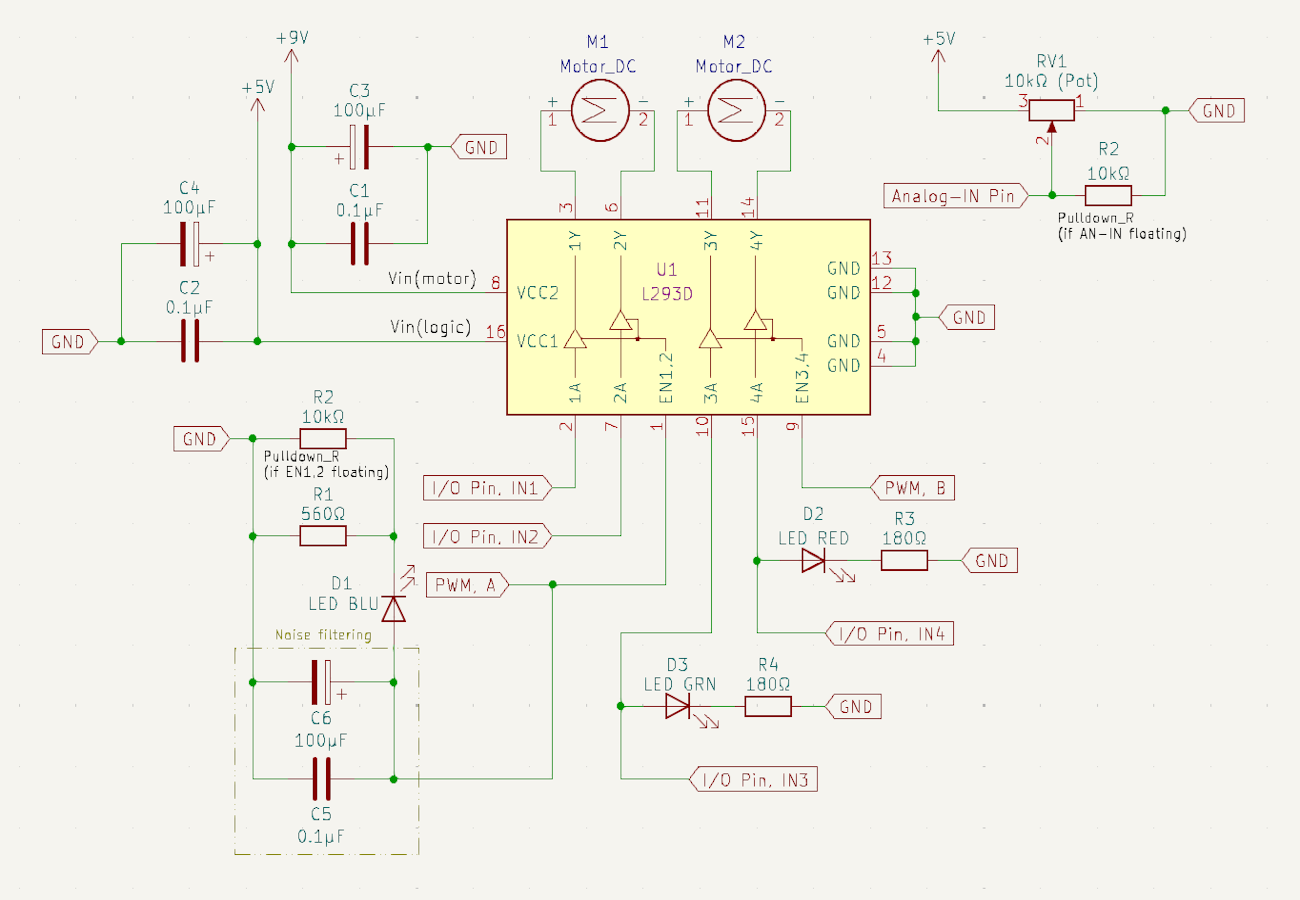 +9V
M1
Motor_DC
M2
Motor_DC
+5V
RV1
10kΩ (Pot)
+5V
C3
100µF
+
GND
+
1
−
2
+
1
−
2
3
1
2
GND
R2
10kΩ
Analog-IN Pin
Pulldown_R
(if AN-IN floating)
C4
100µF
+
C1
0.1µF
C2
0.1µF
GND
Vin(motor)
8
Vin(logic)
16
3
6
11
14
1Y
2Y
3Y
4Y
U1
L293D
VCC2
VCC1
GND
13
GND
12
GND
5
GND
4
GND
1A
2A
EN1,2
3A
4A
EN3,4
2
7
1
10
15
9
R2
10kΩ
GND
Pulldown_R
(if EN1,2 floating)
R1
560Ω
I/O Pin, IN1
I/O Pin, IN2
PWM, A
PWM, B
D1
LED BLU
D2
LED RED
R3
180Ω
GND
I/O Pin, IN4
Noise filtering
+
C6
100µF
C5
0.1µF
D3
LED GRN
R4
180Ω
GND
I/O Pin, IN3